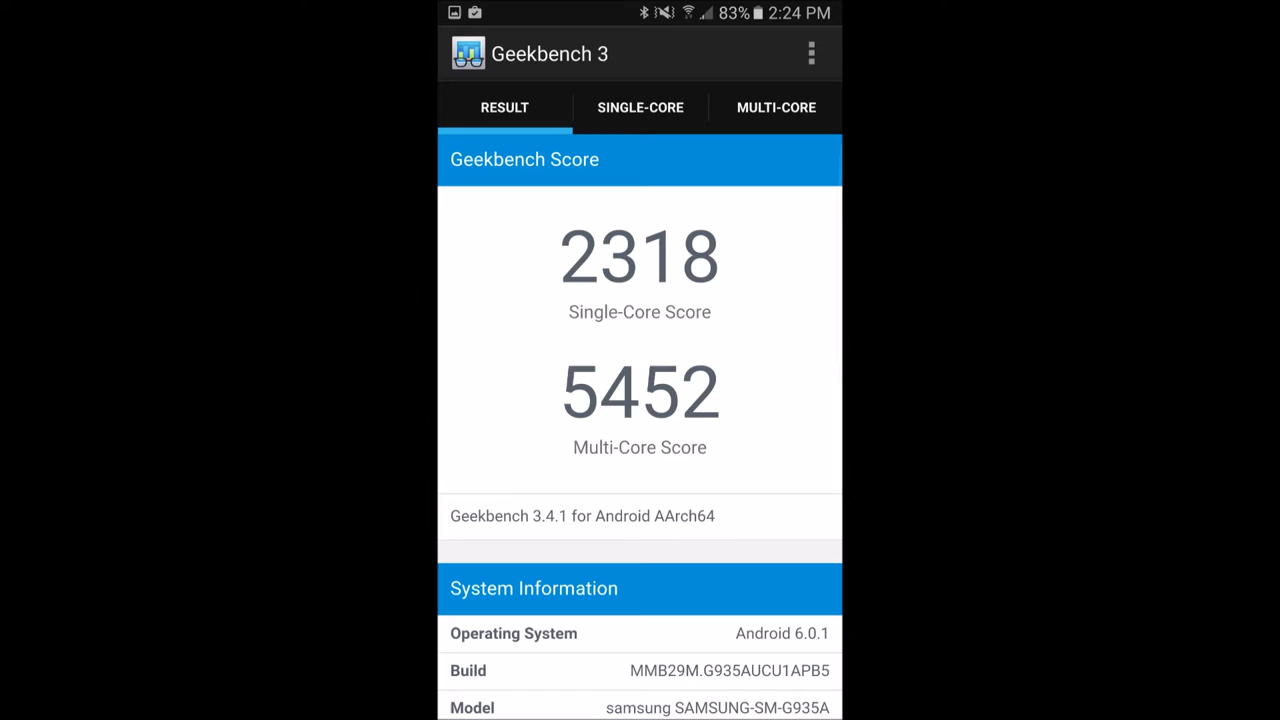 83% 2:24 PM
Geekbench 3
RESULT SINGLE-CORE MULTI-CORE
Geekbench Score
2318
Single-Core Score
5452
Multi-Core Score
Geekbench 3.4.1 for Android AArch64
System Information
Operating System Android 6.0.1
Build MMB29M.G935AUCU1APB5
Model samsung SAMSUNG-SM-G935A